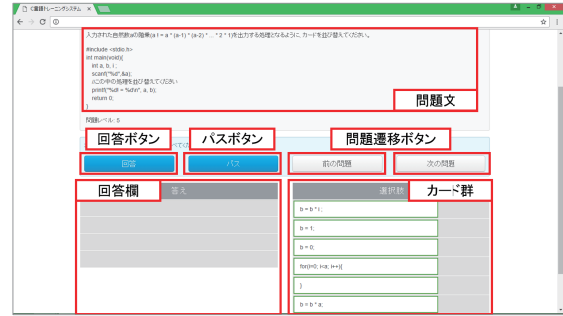 C言語トレーニングシステム
入力された自然数aの階乗(a ! = a * (a-1) * (a-2) * ... * 2 * 1)を出力する処理となるように, カードを並び替えてください。
#include <stdio.h>
int main(void){
int a, b, i ;
scanf("%d",&a);
//この中の処理を並び替えてください
printf("%d! = %d\n", a, b);
return 0;
}
問題文
問題レベル: 5
回答ボタン
パスボタン
問題遷移ボタン
回答
パス
前の問題
次の問題
回答欄
答え
選択肢
カード群
b = b * i ;
b = 1;
b = 0;
for(i=0; i<a; i++){
}
b = b * a;